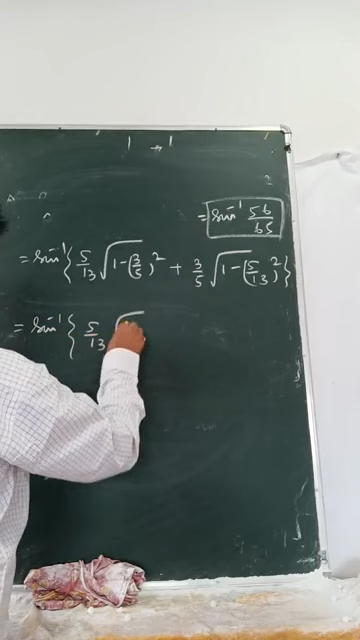 = sin⁻¹ 56/65
= sin⁻¹ { 5/13 √1-(3/5)² + 3/5 √1-(5/13)² }
= sin⁻¹ { 5/13 √